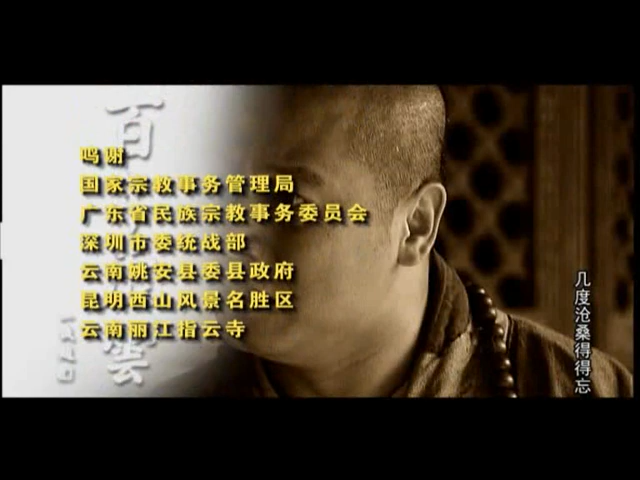 鸣谢
国家宗教事务管理局
广东省民族宗教事务委员会
深圳市委统战部
云南姚安县委县政府
昆明西山风景名胜区
云南丽江指云寺
几度沧桑得得忘
百
雲